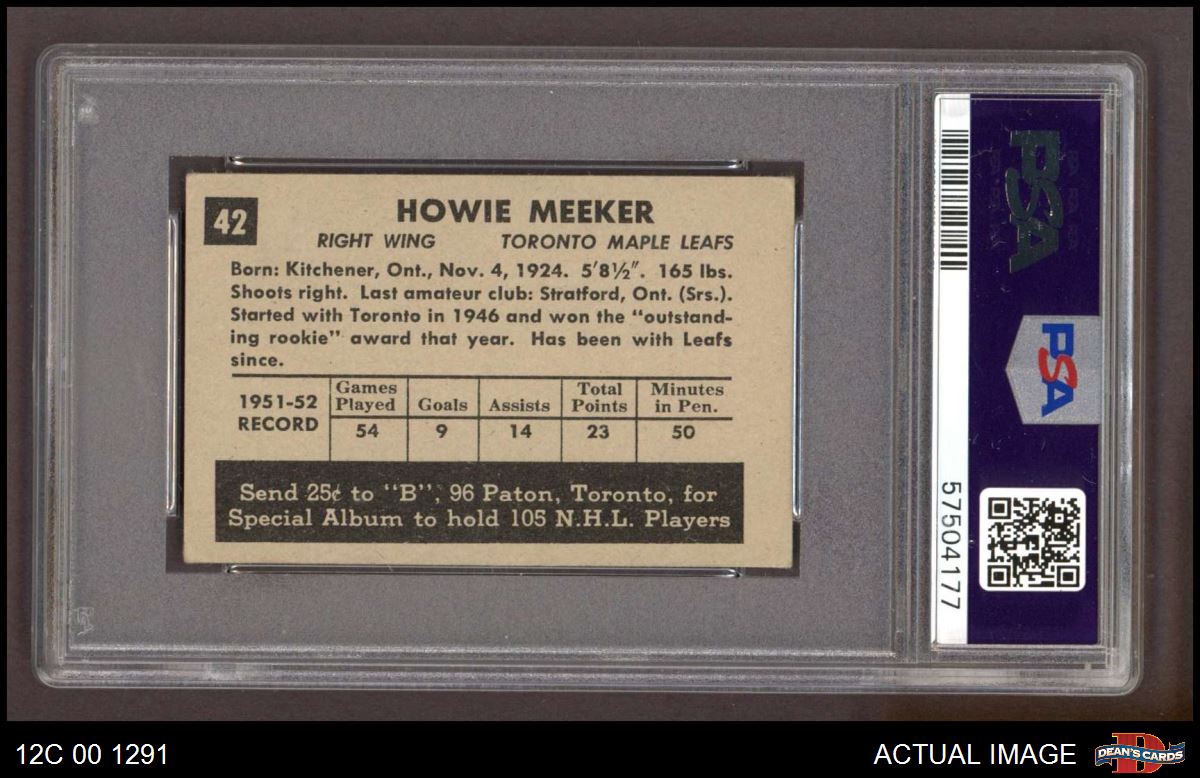 42
HOWIE MEEKER
RIGHT WING TORONTO MAPLE LEAFS
Born: Kitchener, Ont., Nov. 4, 1924. 5'8½". 165 lbs.
Shoots right. Last amateur club: Stratford, Ont. (Srs.).
Started with Toronto in 1946 and won the "outstand-
ing rookie" award that year. Has been with Leafs
since.
1951-52 RECORD
Games Played Goals Assists Total Points Minutes in Pen.
54 9 14 23 50
Send 25¢ to "B", 96 Paton, Toronto, for
Special Album to hold 105 N.H.L. Players
PSA
PSA
57504177
12C 00 1291
ACTUAL IMAGE
DEAN'S CARDS